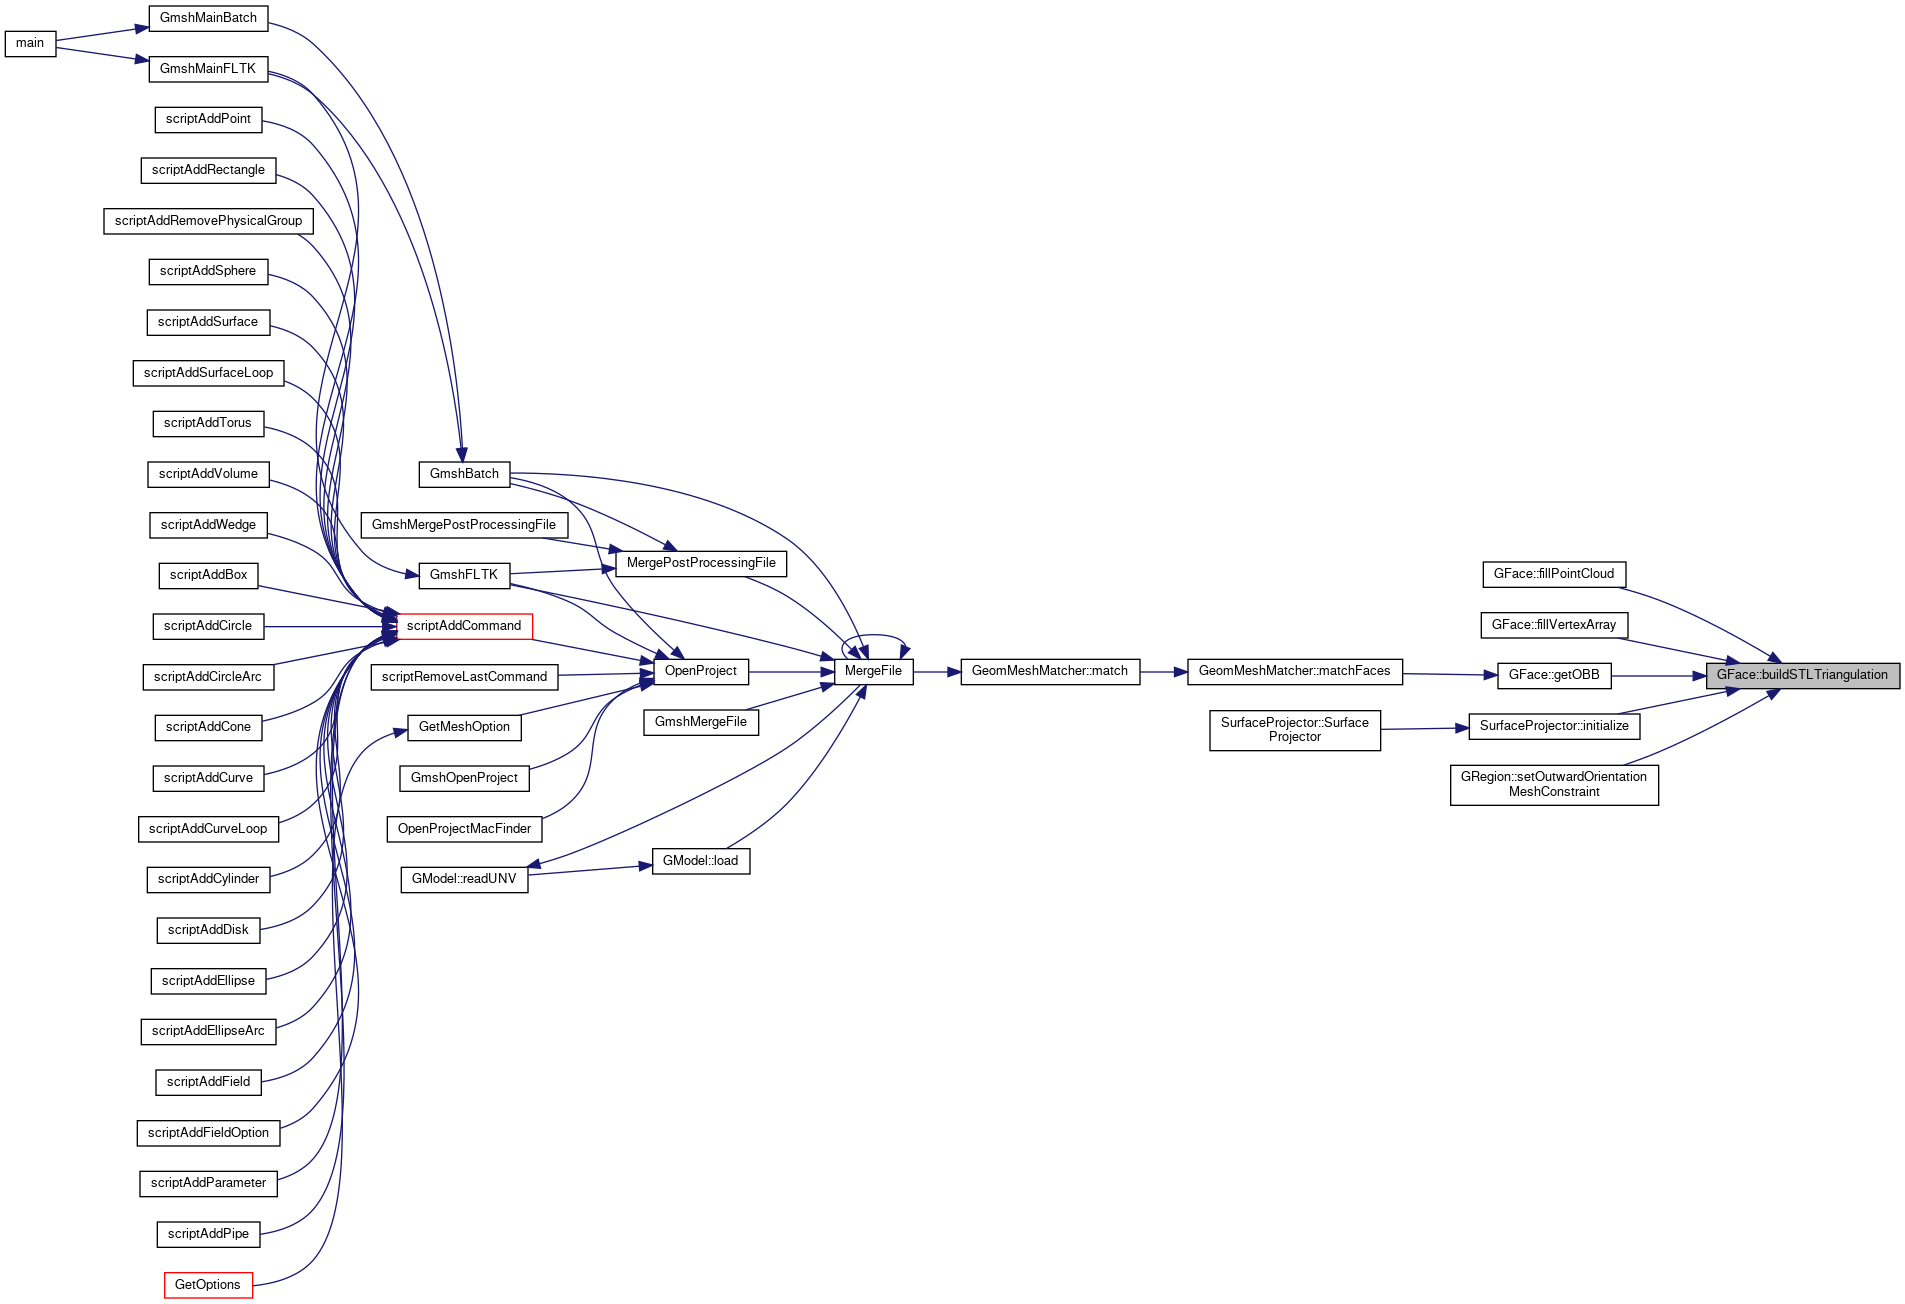 main
GmshMainBatch
GmshMainFLTK
scriptAddPoint
scriptAddRectangle
scriptAddRemovePhysicalGroup
scriptAddSphere
scriptAddSurface
scriptAddSurfaceLoop
scriptAddTorus
scriptAddVolume
scriptAddWedge
scriptAddBox
scriptAddCircle
scriptAddCircleArc
scriptAddCone
scriptAddCurve
scriptAddCurveLoop
scriptAddCylinder
scriptAddDisk
scriptAddEllipse
scriptAddEllipseArc
scriptAddField
scriptAddFieldOption
scriptAddParameter
scriptAddPipe
GetOptions
GmshBatch
GmshMergePostProcessingFile
GmshFLTK
scriptAddCommand
scriptRemoveLastCommand
GetMeshOption
GmshOpenProject
OpenProjectMacFinder
GModel::readUNV
MergePostProcessingFile
OpenProject
GmshMergeFile
GModel::load
MergeFile
GeomMeshMatcher::match
GeomMeshMatcher::matchFaces
SurfaceProjector::Surface
Projector
GFace::fillPointCloud
GFace::fillVertexArray
GFace::getOBB
SurfaceProjector::initialize
GRegion::setOutwardOrientation
MeshConstraint
GFace::buildSTLTriangulation